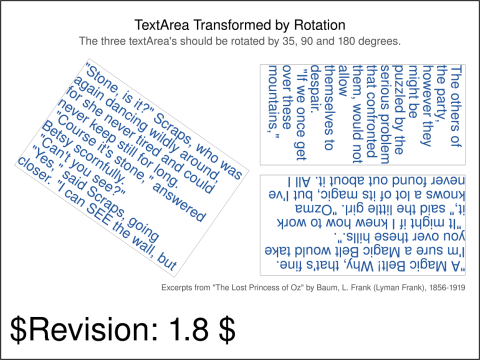 TextArea Transformed by Rotation
The three textArea's should be rotated by 35, 90 and 180 degrees.
"Stone, is it?" Scraps, who was
again dancing wildly around,
for she never tired and could
never keep still for long.
"Course it's stone," answered
Betsy scornfully.
"Can't you see?"
"Yes," said Scraps, going
closer. "I can SEE the wall, but
The others of
the party,
however they
might be
puzzled by the
serious problem
that confronted
them, would not
allow
themselves to
despair.
"If we once get
over these
mountains,"
"A Magic Belt! Why, that's fine.
I'm sure a Magic Belt would take
you over these hills.".
"It might if I knew how to work
it," said the little girl. "Ozma
knows a lot of its magic, but I've
never found out about it. All I
Excerpts from "The Lost Princess of Oz" by Baum, L. Frank (Lyman Frank), 1856-1919
$Revision: 1.8 $